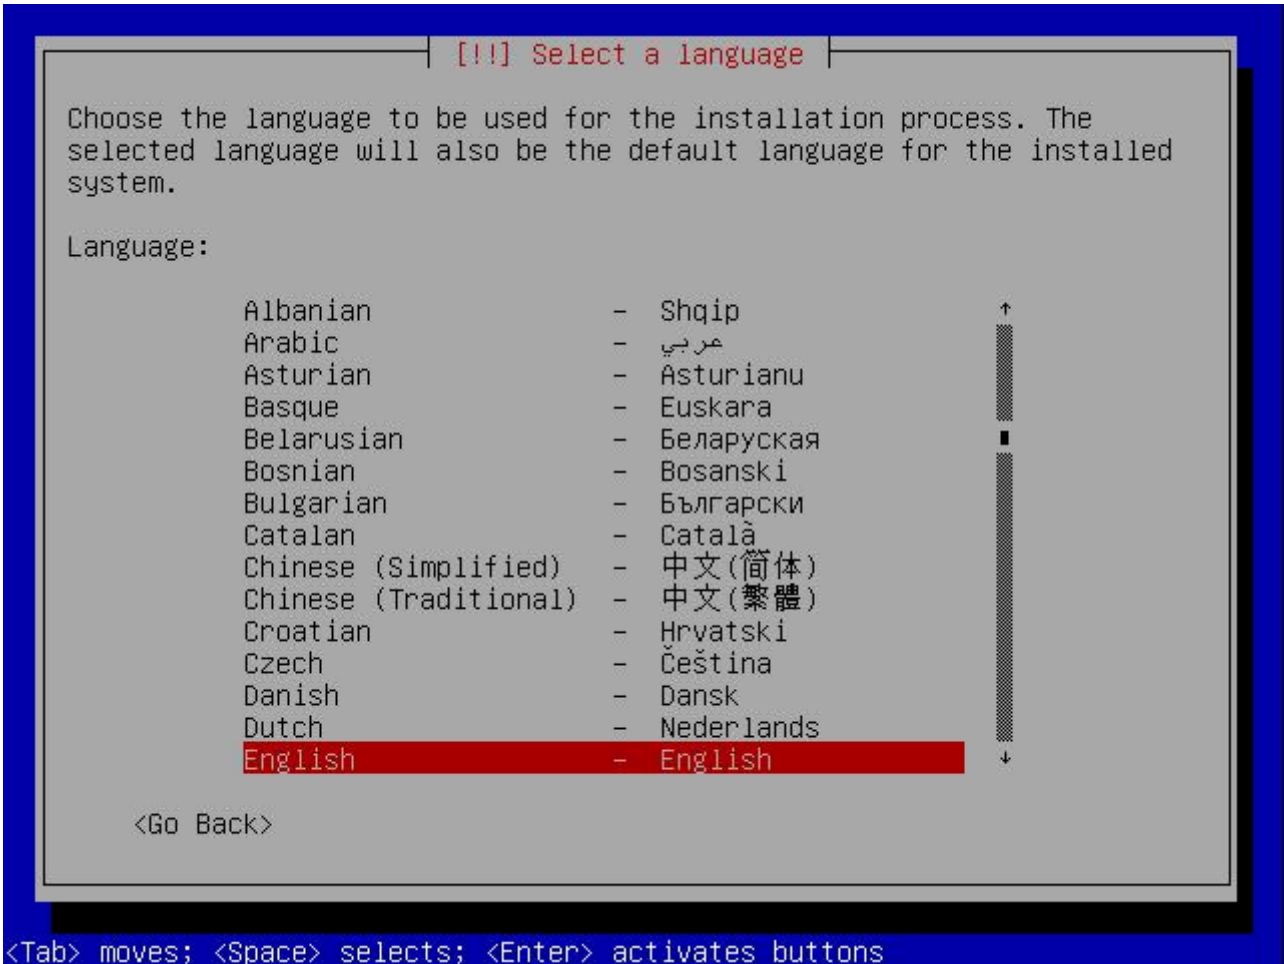 [!!] Select a language
Choose the language to be used for the installation process. The
selected language will also be the default language for the installed
system.
Language:
Albanian - Shqip
Arabic - عربي
Asturian - Asturianu
Basque - Euskara
Belarusian - Беларуская
Bosnian - Bosanski
Bulgarian - Български
Catalan - Català
Chinese (Simplified) - 中文(简体)
Chinese (Traditional) - 中文(繁體)
Croatian - Hrvatski
Czech - Čeština
Danish - Dansk
Dutch - Nederlands
English - English
<Go Back>
<Tab> moves; <Space> selects; <Enter> activates buttons